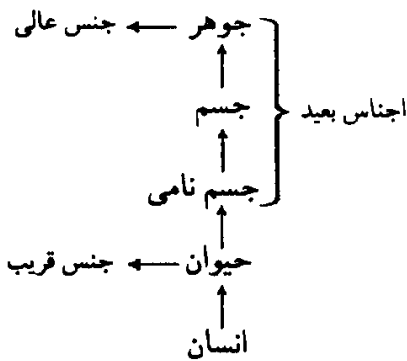 جوهر جنس عالی
جسم
اجناس بعید
جسم نامی
حیوان جنس قریب
انسان